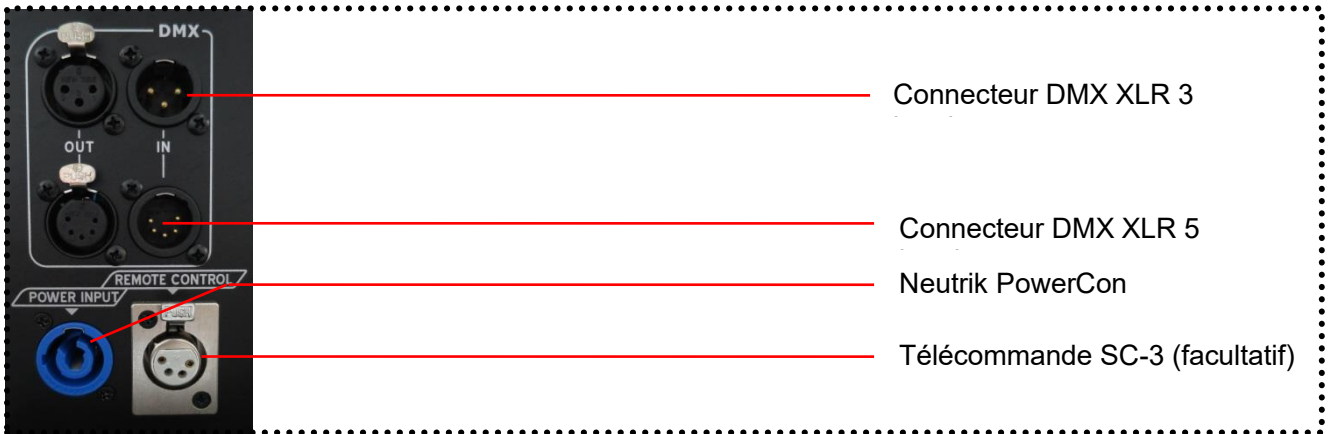 DMX
Connecteur DMX XLR 3
OUT
IN
PUSH
Connecteur DMX XLR 5
REMOTE CONTROL
Neutrik PowerCon
POWER INPUT
PUSH
Télécommande SC-3 (facultatif)